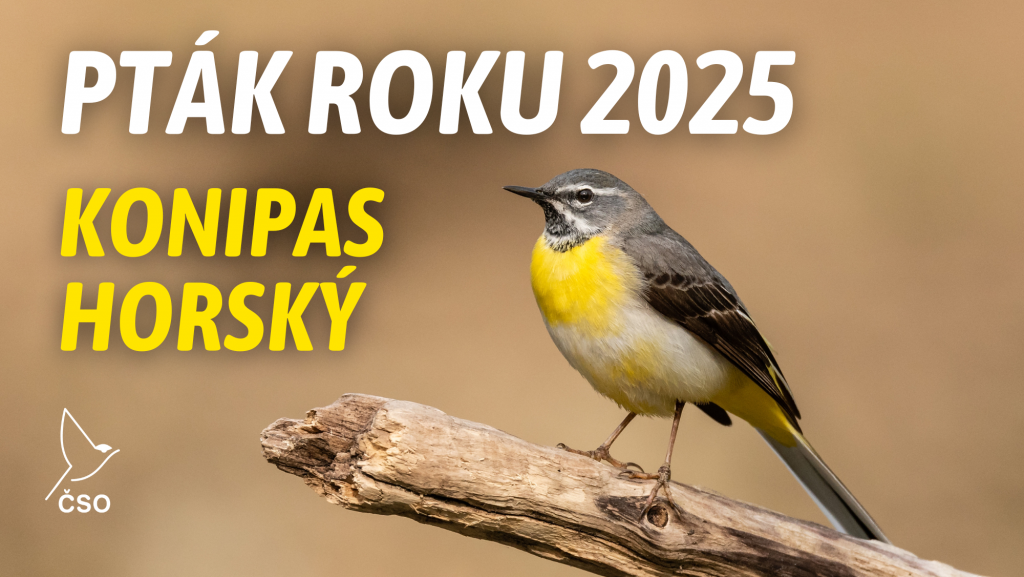 PTÁK ROKU 2025
KONIPAS
HORSKÝ
ČSO